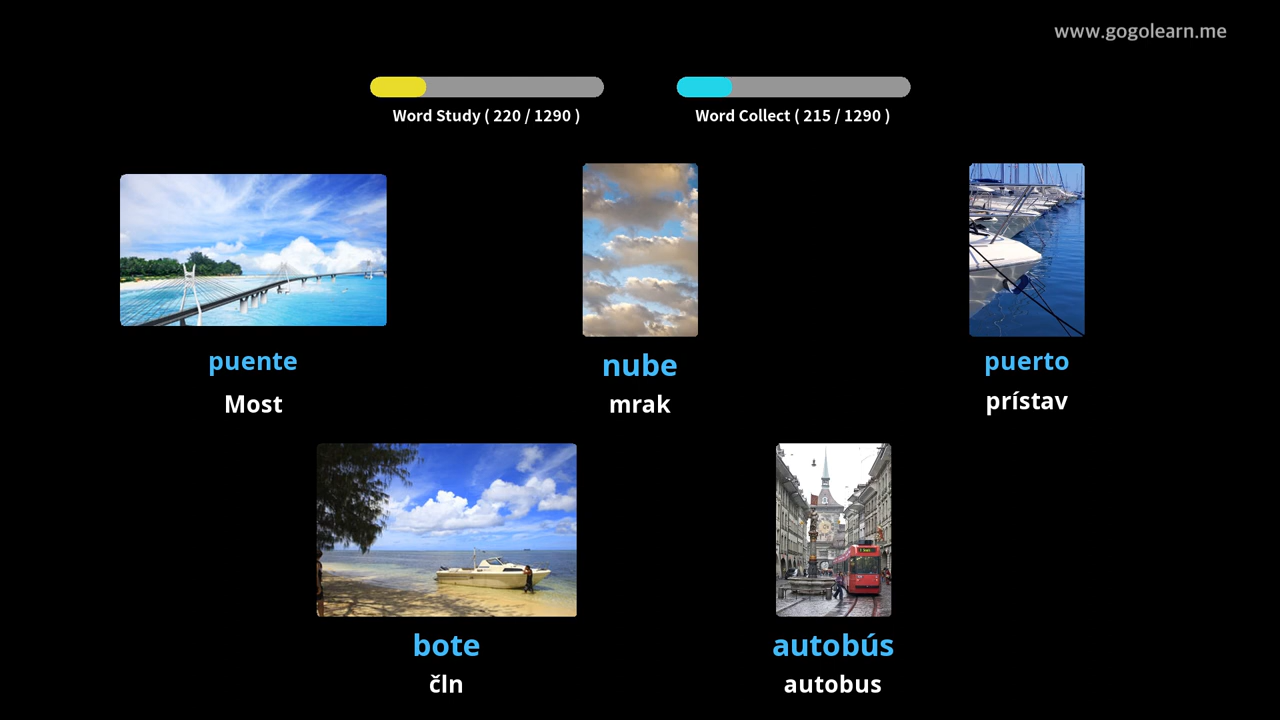 www.gogolearn.me
Word Study ( 220 / 1290 )
Word Collect ( 215 / 1290 )
puente
Most
nube
mrak
puerto
prístav
bote
čln
autobús
autobus